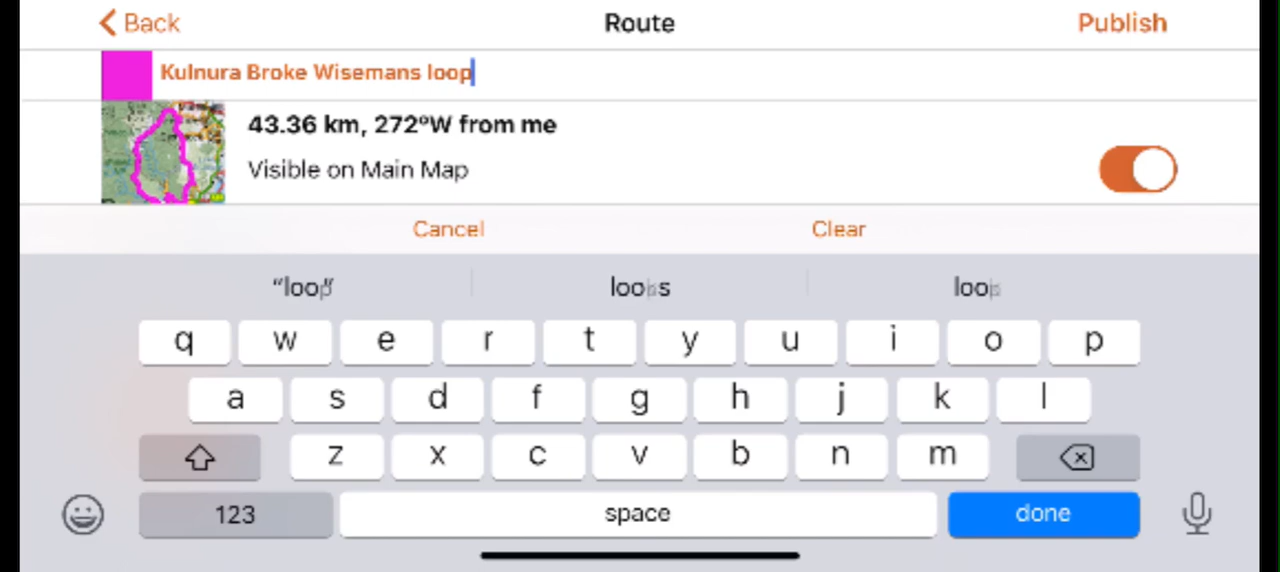 Back Route Publish
Kulnura Broke Wisemans loop
43.36 km, 272°W from me
Visible on Main Map
Cancel Clear
“loop” loops loop
q w e r t y u i o p
a s d f g h j k l
z x c v b n m
123 space done